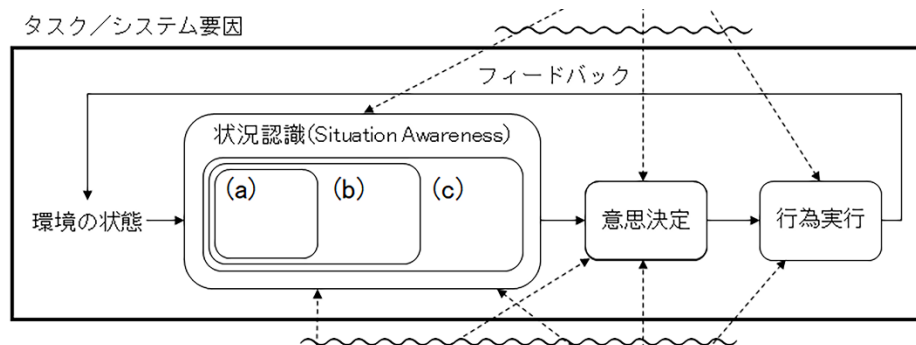 タスク／システム要因
フィードバック
状況認識(Situation Awareness)
(a) (b) (c)
環境の状態
意思決定
行為実行